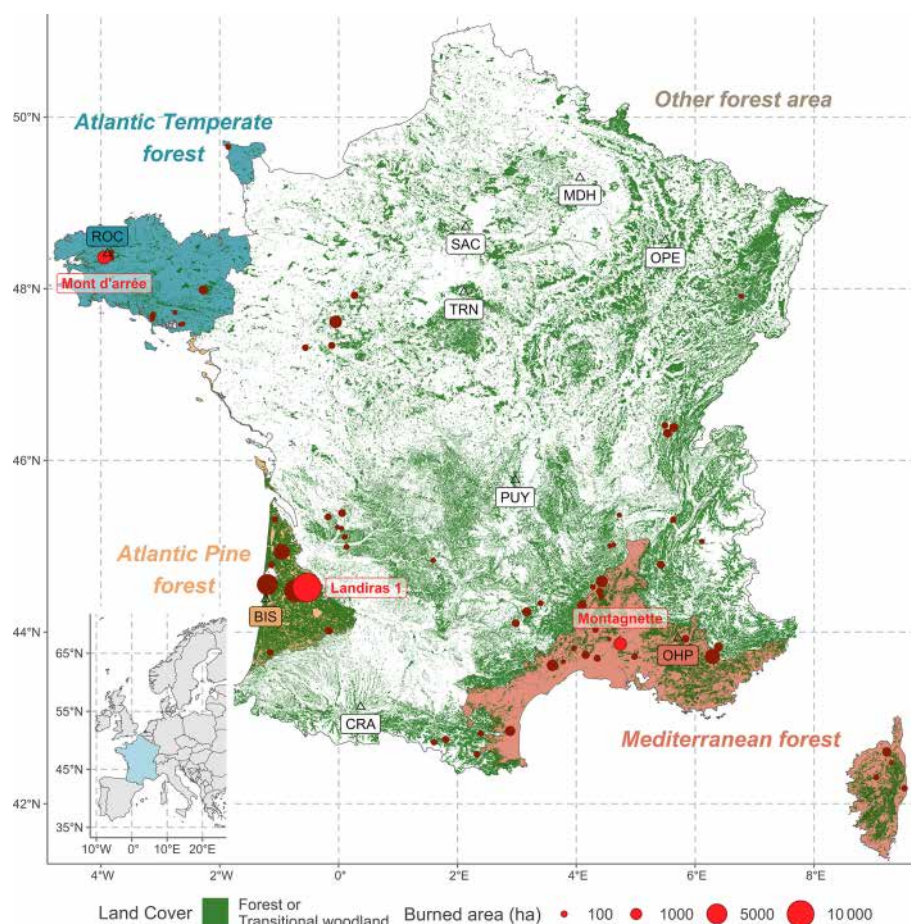 50°N
Other forest area
Atlantic Temperate
forest
MDH
ROC
SAC
OPE
Mont d'arrée
48°N
TRN
46°N
PUY
Atlantic Pine
forest
Landiras 1
BIS
Montagnette
44°N
65°N
OHP
55°N
CRA
Mediterranean forest
45°N
42°N
35°N
10°W 0° 10°E 20°E
4°W 2°W 0° 2°E 4°E 6°E 8°E
Land Cover Forest or
Transitional woodland Burned area (ha) 100 1000 5000 10 000